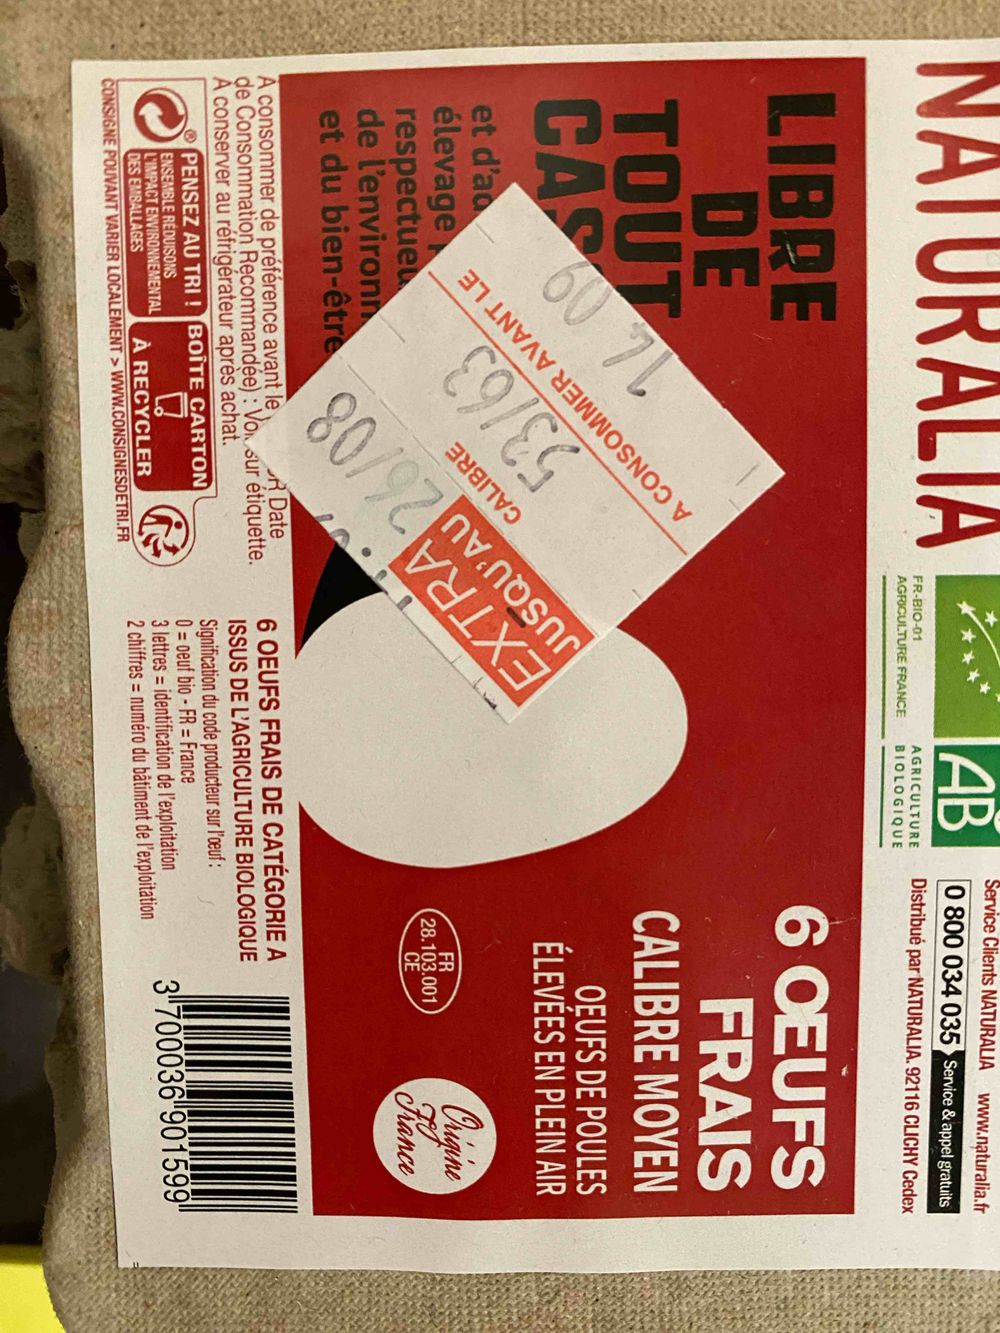 NATURALIA
FR-BIO-01
AGRICULTURE FRANCE
AGRICULTURE
BIOLOGIQUE
AB
Service Clients NATURALIA www.naturalia.fr
0 800 034 035 Service & appel gratuits
Distribué par NATURALIA. 92116 CLICHY Cedex
LIBRE
DE
TOUT
et d'ad
élevage
respectueu
de l'environn
et du bien-être
6 ŒUFS
FRAIS
CALIBRE MOYEN
OEUFS DE POULES
ÉLEVÉES EN PLEIN AIR
FR
28.103.001
CE
Origine
France
EXTRA
JUSQU'AU
26/08
CALIBRE
53/63
A CONSOMMER AVANT LE
14 09
A consommer de préférence avant le Date
de Consommation Recommandée) : sur étiquette.
A conserver au réfrigérateur après achat.
PENSEZ AU TRI !
ENSEMBLE RÉDUISONS
L'IMPACT ENVIRONNEMENTAL
DES EMBALLAGES
BOÎTE CARTON
À RECYCLER
CONSIGNE POUVANT VARIER LOCALEMENT > WWW.CONSIGNESDETRI.FR
6 OEUFS FRAIS DE CATÉGORIE A
ISSUS DE L'AGRICULTURE BIOLOGIQUE
Signification du code producteur sur l'oeuf :
0 = oeuf bio - FR = France
3 lettres = identification de l'exploitation
2 chiffres = numéro du bâtiment de l'exploitation
3 700036 901599